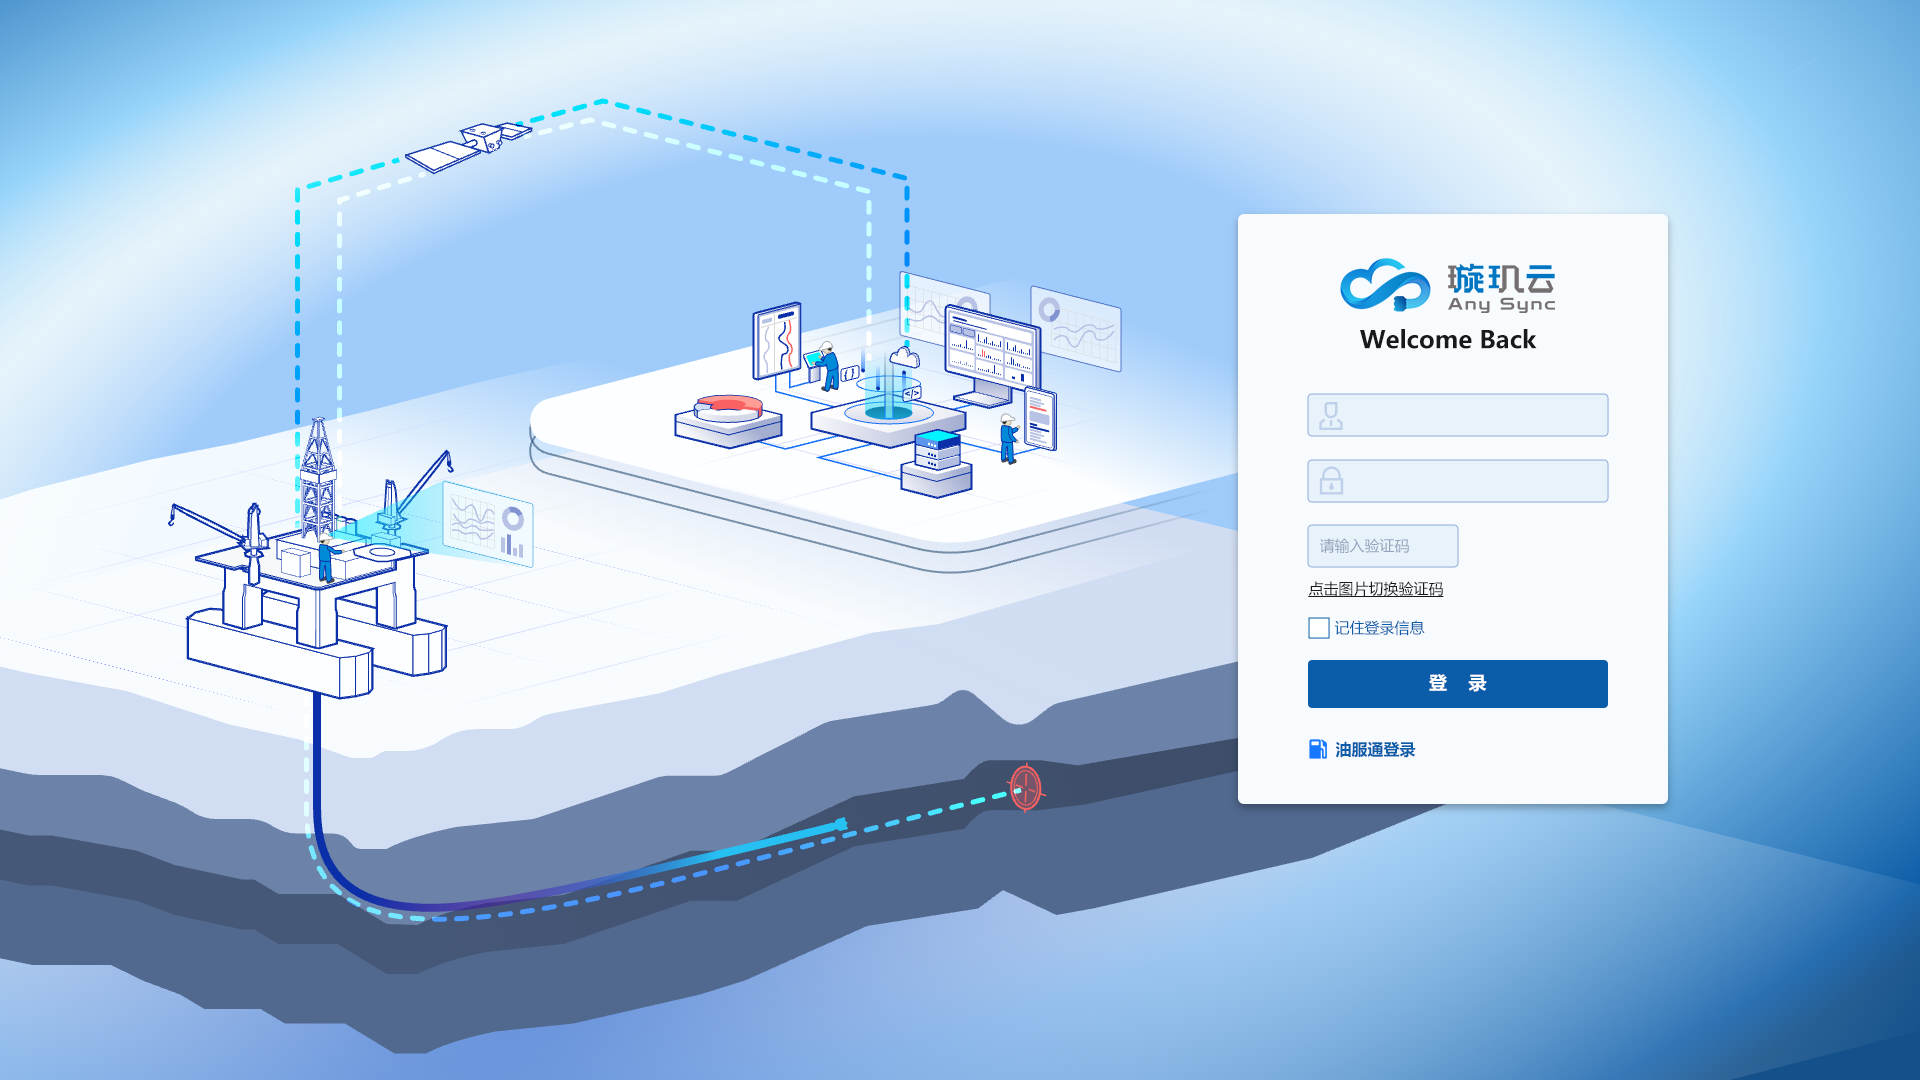 璇玑云
Any Sync
Welcome Back
请输入验证码
点击图片切换验证码
记住登录信息
登 录
油服通登录